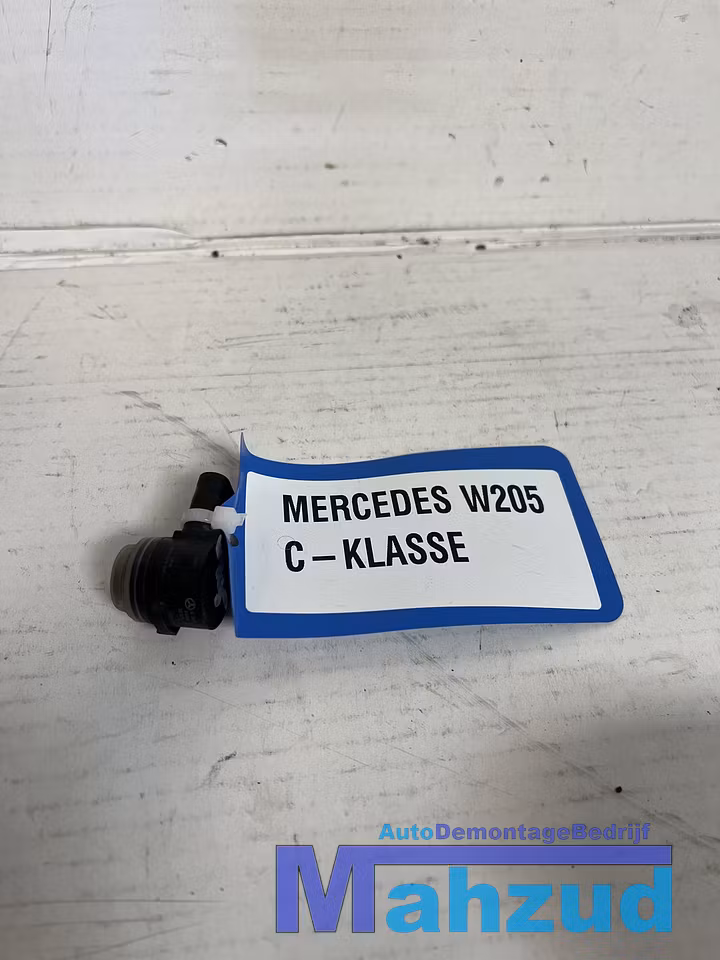 MERCEDES W205
C-KLASSE
AutoDemontageBedrijf
Mahzud